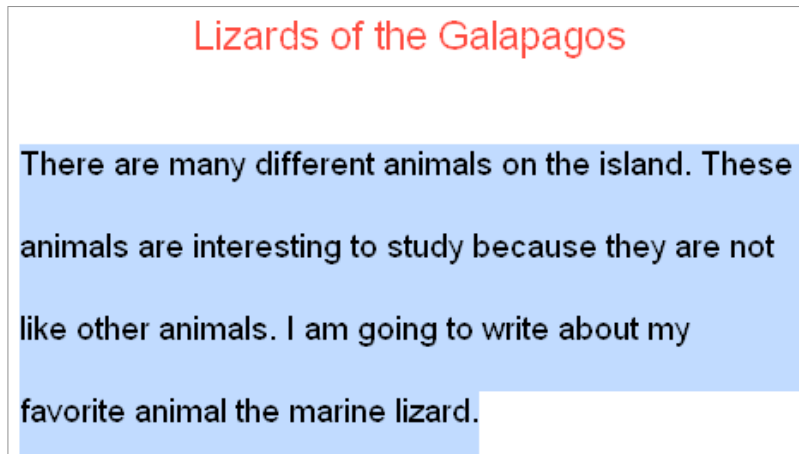 Lizards of the Galapagos
There are many different animals on the island. These
animals are interesting to study because they are not
like other animals. I am going to write about my
favorite animal the marine lizard.